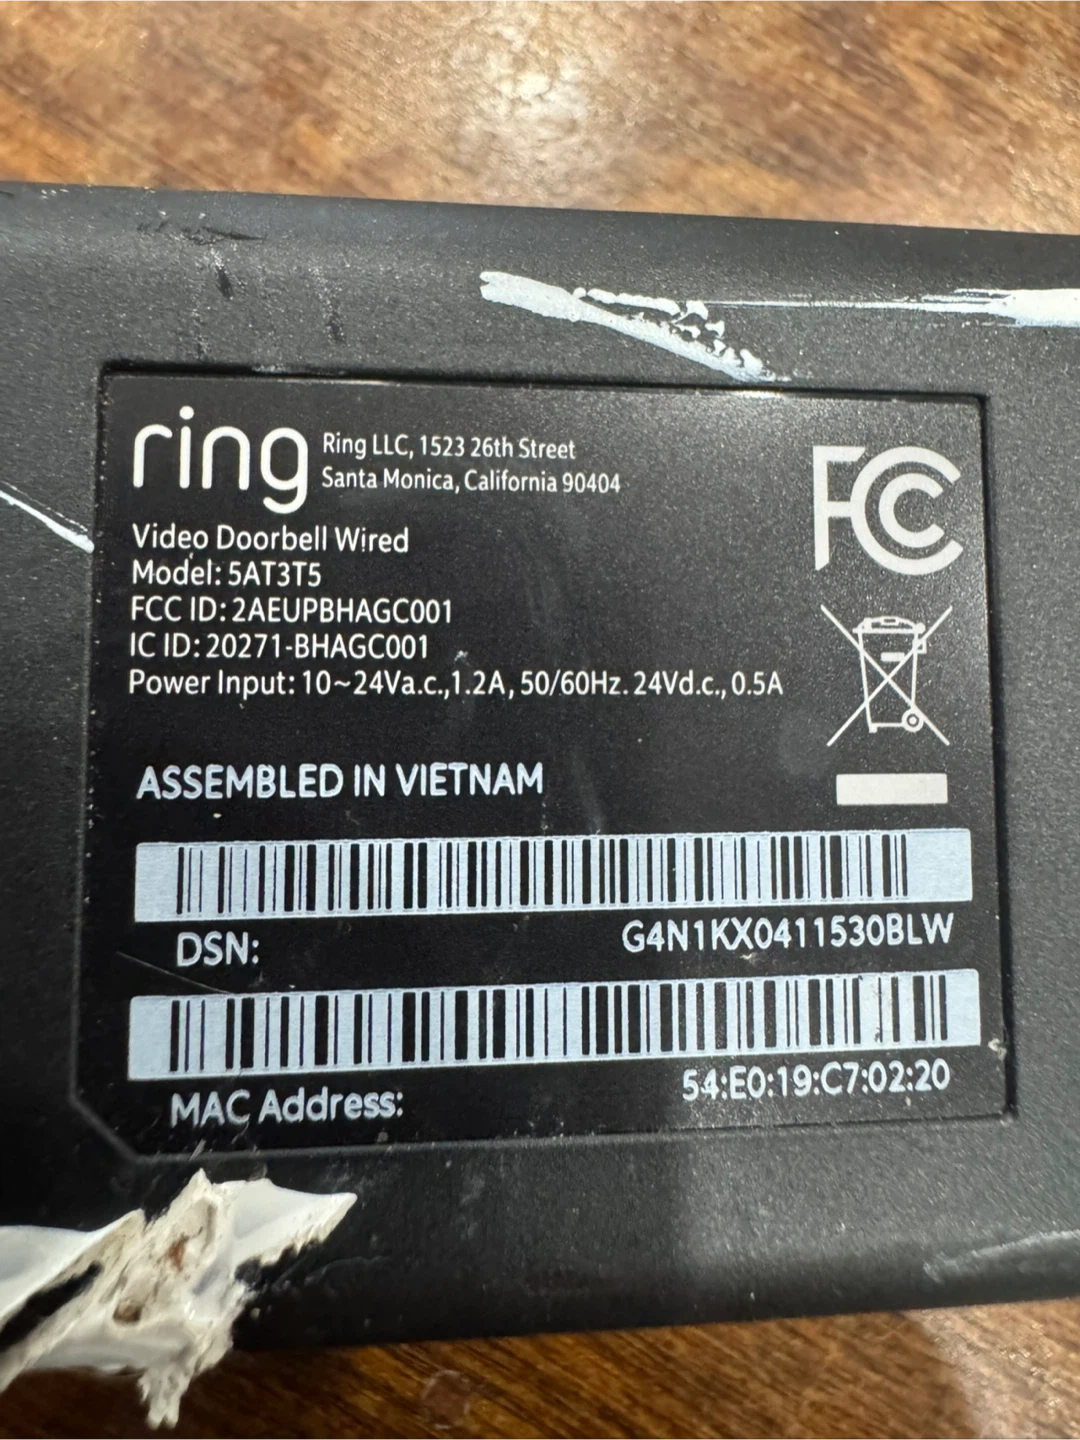 ring
Ring LLC, 1523 26th Street
Santa Monica, California 90404
FC
Video Doorbell Wired
Model: 5AT3T5
FCC ID: 2AEUPBHAGC001
IC ID: 20271-BHAGC001
Power Input: 10~24Va.c.,1.2A, 50/60Hz. 24Vd.c., 0.5A
ASSEMBLED IN VIETNAM
DSN: G4N1KX0411530BLW
MAC Address: 54:E0:19:C7:02:20